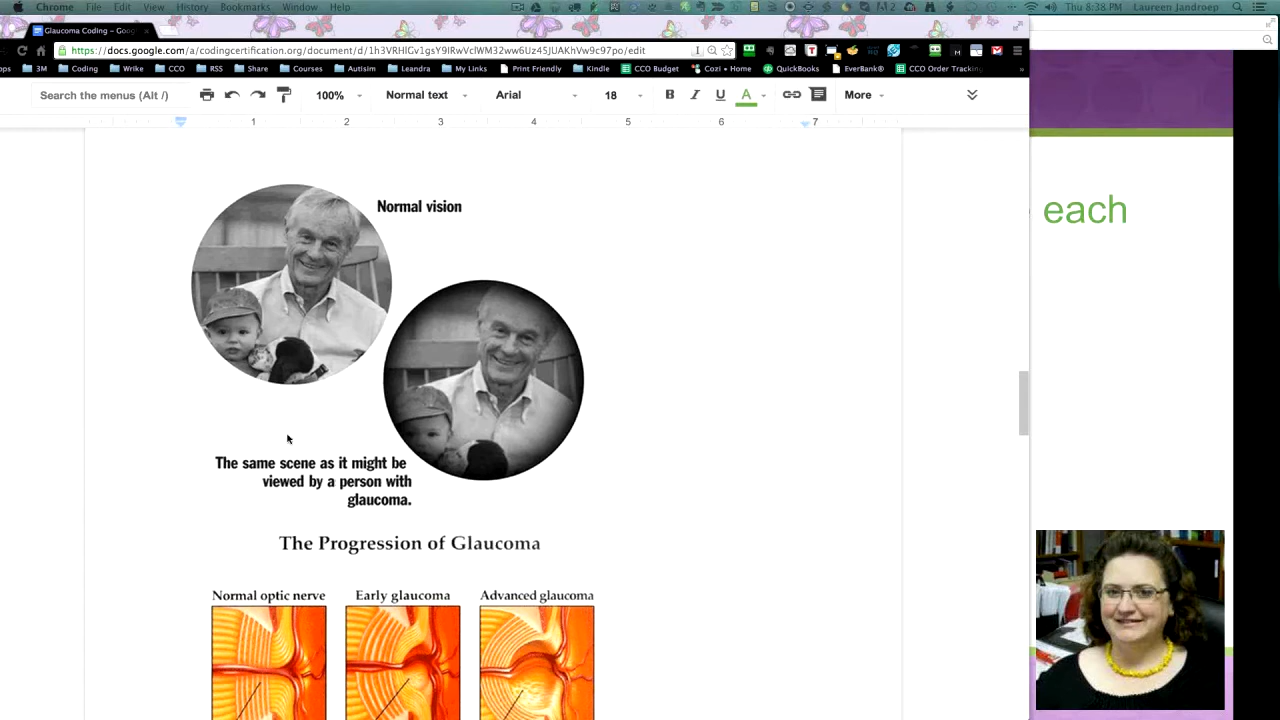 Chrome File Edit View History Bookmarks Window Help
2 Thu 8:38 PM Laureen Jandroep
Glaucoma Coding – Goog
https://docs.google.com/a/codingcertification.org/document/d/1h3VRHlGv1gsY9IRwVclWM32ww6Uz45JUAKhVw9c97po/edit
pps 3M Coding Wrike CCO RSS Share Courses Autisim Leandra My Links Print Friendly Kindle CCO Budget Cozi • Home QuickBooks EverBank® CCO Order Tracking »
Search the menus (Alt /) 100% Normal text Arial 18 B I U A More
1 2 3 4 5 6 7
each
Normal vision
The same scene as it might be
viewed by a person with
glaucoma.
The Progression of Glaucoma
Normal optic nerve Early glaucoma Advanced glaucoma